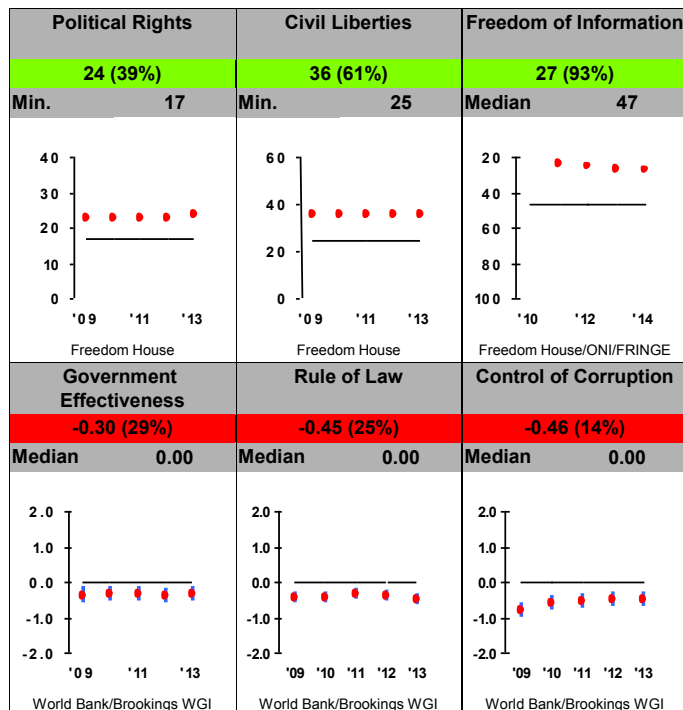 Political Rights
24 (39%)
Min. 17
40
30
20
10
0
'09 '11 '13
Freedom House
Civil Liberties
36 (61%)
Min. 25
60
40
20
0
'09 '11 '13
Freedom House
Freedom of Information
27 (93%)
Median 47
20
40
60
80
100
'10 '12 '14
Freedom House/ONI/FRINGE
Government
Effectiveness
-0.30 (29%)
Median 0.00
2.0
1.0
0.0
-1.0
-2.0
'09 '11 '13
World Bank/Brookings WGI
Rule of Law
-0.45 (25%)
Median 0.00
2.0
1.0
0.0
-1.0
-2.0
'09 '10 '11 '12 '13
World Bank/Brookings WGI
Control of Corruption
-0.46 (14%)
Median 0.00
2.0
1.0
0.0
-1.0
-2.0
'09 '10 '11 '12 '13
World Bank/Brookings WGI